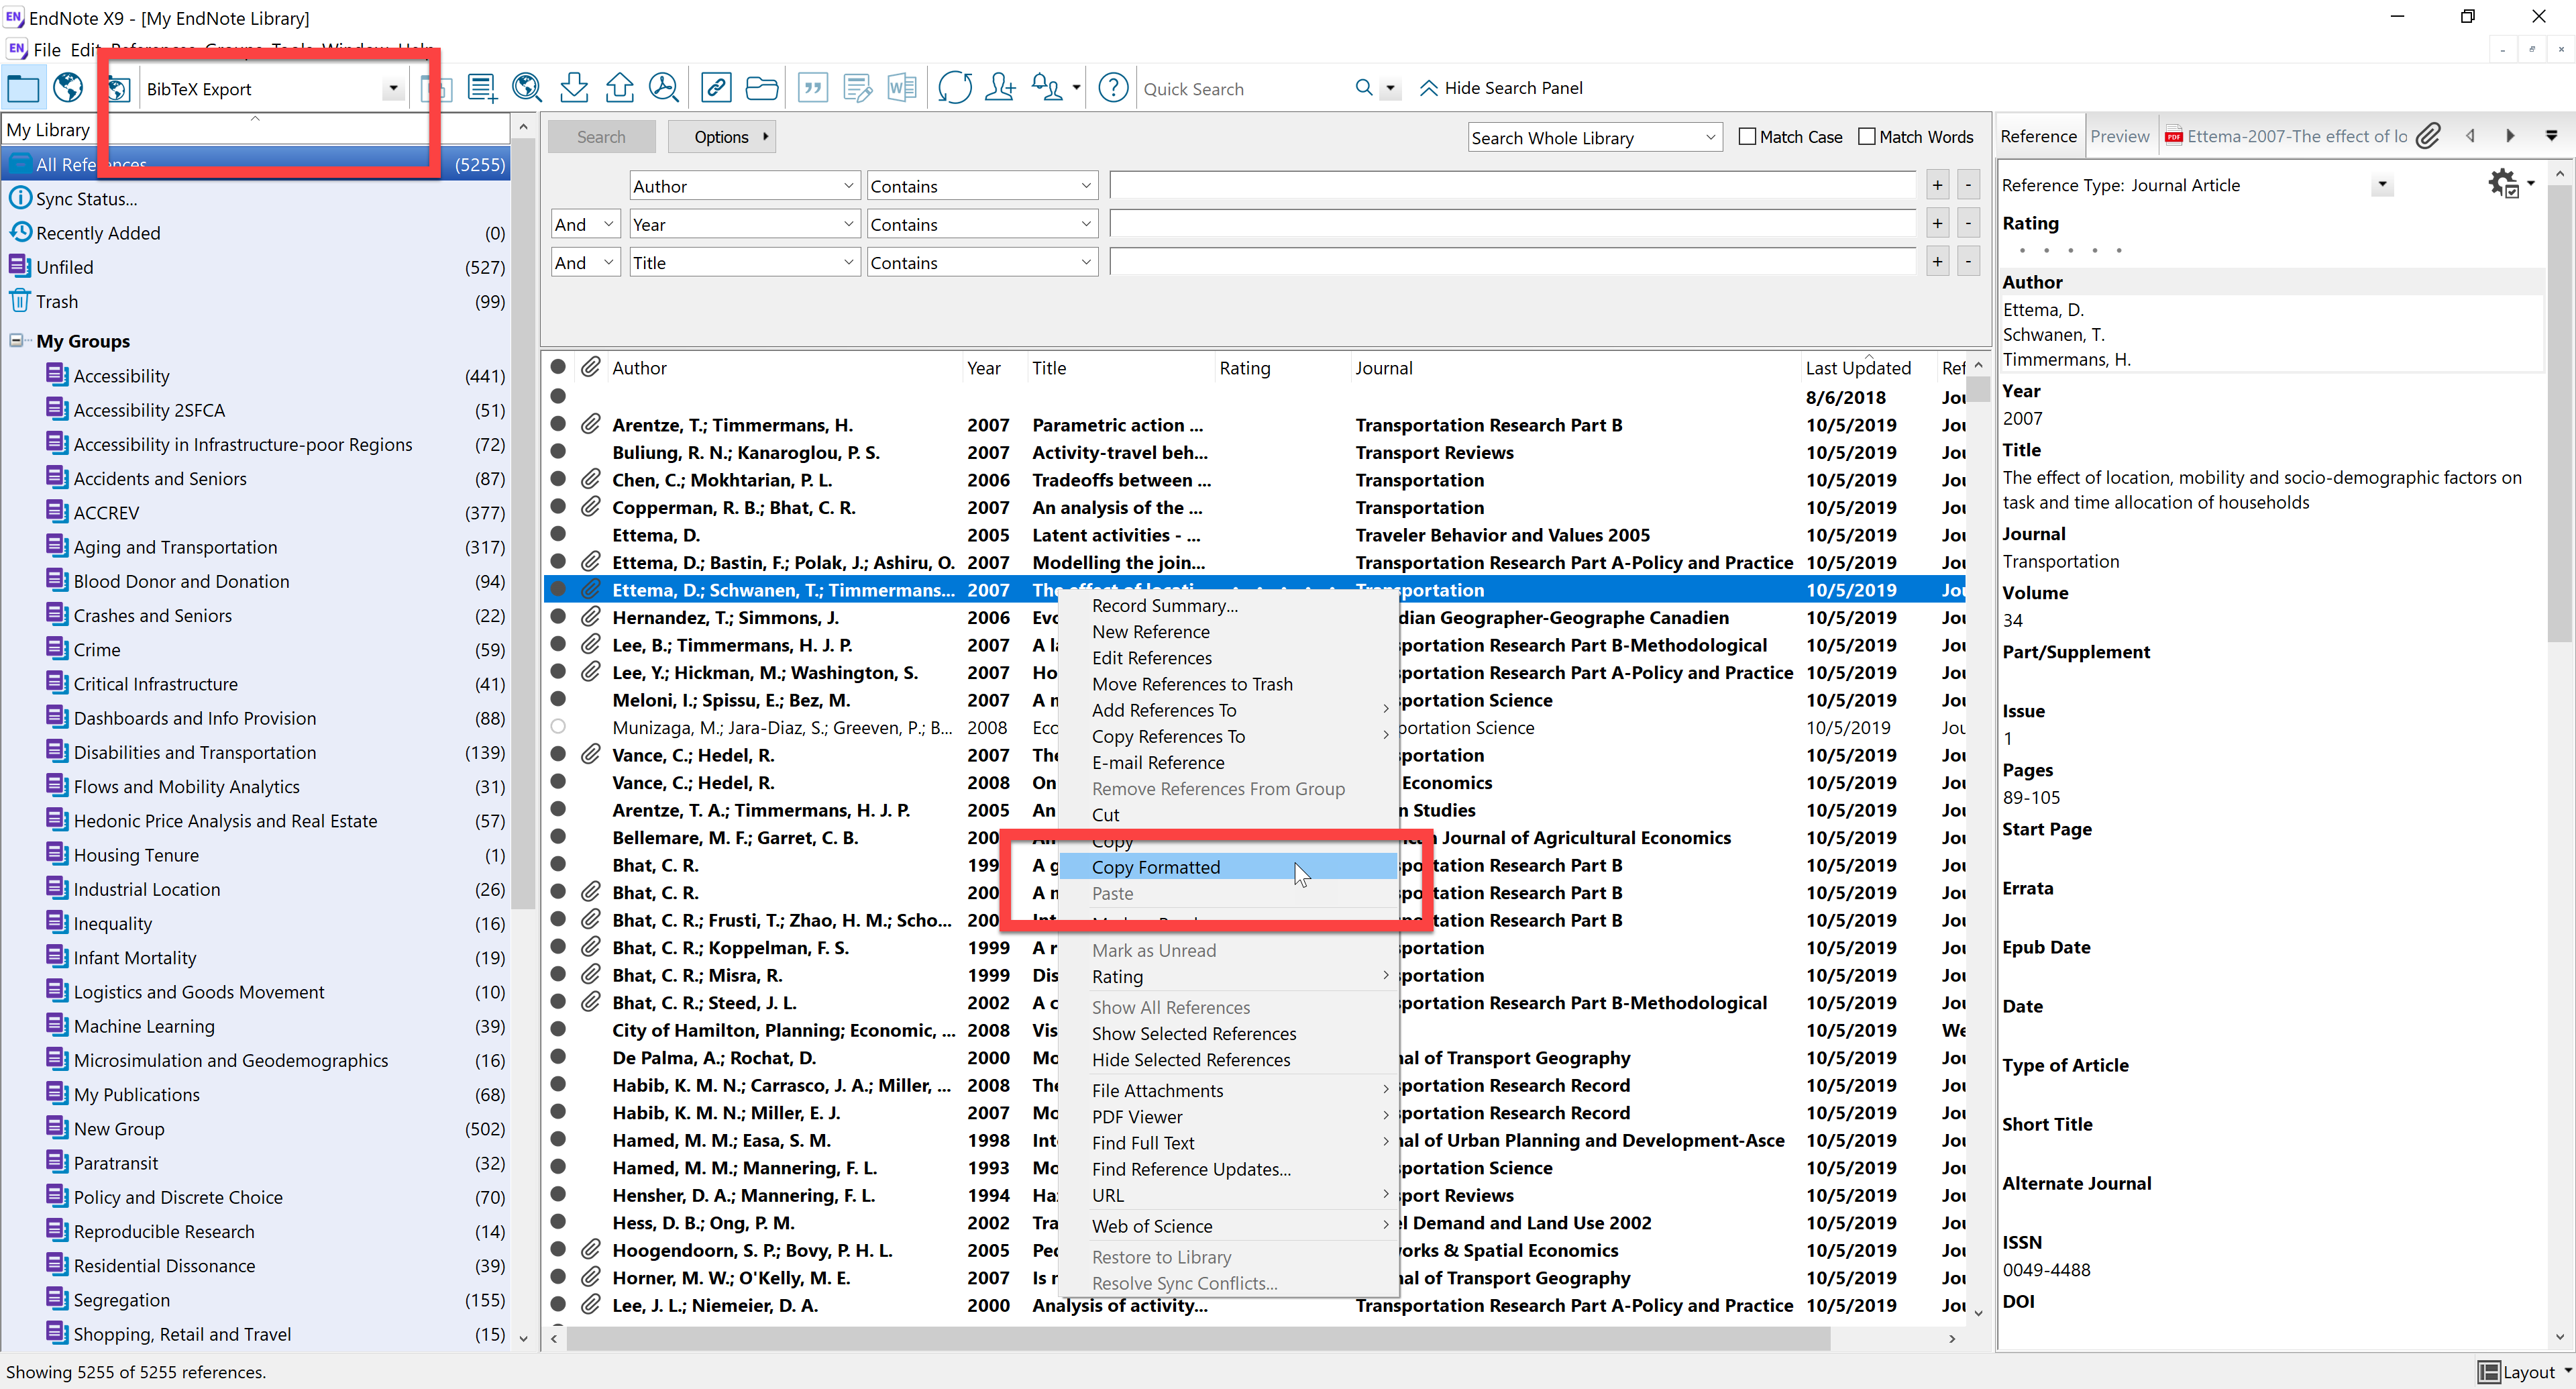 EndNote X9 - [My EndNote Library]
File Edit References Groups Tools Window Help
BibTeX Export
Quick Search
Hide Search Panel
My Library
All References (5255)
Sync Status...
Recently Added (0)
Unfiled (527)
Trash (99)
My Groups
Accessibility (441)
Accessibility 2SFCA (51)
Accessibility in Infrastructure-poor Regions (72)
Accidents and Seniors (87)
ACCREV (377)
Aging and Transportation (317)
Blood Donor and Donation (94)
Crashes and Seniors (22)
Crime (59)
Critical Infrastructure (41)
Dashboards and Info Provision (88)
Disabilities and Transportation (139)
Flows and Mobility Analytics (31)
Hedonic Price Analysis and Real Estate (57)
Housing Tenure (1)
Industrial Location (26)
Inequality (16)
Infant Mortality (19)
Logistics and Goods Movement (10)
Machine Learning (39)
Microsimulation and Geodemographics (16)
My Publications (68)
New Group (502)
Paratransit (32)
Policy and Discrete Choice (70)
Reproducible Research (14)
Residential Dissonance (39)
Segregation (155)
Shopping, Retail and Travel (15)
Showing 5255 of 5255 references.
Search Options Search Whole Library Match Case Match Words
Author Contains + -
And Year Contains + -
And Title Contains + -
Author Year Title Rating Journal Last Updated Ref
8/6/2018 Jou
Arentze, T.; Timmermans, H. 2007 Parametric action ... Transportation Research Part B 10/5/2019 Jou
Buliung, R. N.; Kanaroglou, P. S. 2007 Activity-travel beh... Transport Reviews 10/5/2019 Jou
Chen, C.; Mokhtarian, P. L. 2006 Tradeoffs between ... Transportation 10/5/2019 Jou
Copperman, R. B.; Bhat, C. R. 2007 An analysis of the ... Transportation 10/5/2019 Jou
Ettema, D. 2005 Latent activities - ... Traveler Behavior and Values 2005 10/5/2019 Jou
Ettema, D.; Bastin, F.; Polak, J.; Ashiru, O. 2007 Modelling the join... Transportation Research Part A-Policy and Practice 10/5/2019 Jou
Ettema, D.; Schwanen, T.; Timmermans... 2007 The effect of locati... Transportation 10/5/2019 Jou
Hernandez, T.; Simmons, J. 2006 Evo dian Geographer-Geographe Canadien 10/5/2019 Jou
Lee, B.; Timmermans, H. J. P. 2007 A la sportation Research Part B-Methodological 10/5/2019 Jou
Lee, Y.; Hickman, M.; Washington, S. 2007 Ho sportation Research Part A-Policy and Practice 10/5/2019 Jou
Meloni, I.; Spissu, E.; Bez, M. 2007 A n sportation Science 10/5/2019 Jou
Munizaga, M.; Jara-Diaz, S.; Greeven, P.; B... 2008 Eco portation Science 10/5/2019 Jou
Vance, C.; Hedel, R. 2007 The sportation 10/5/2019 Jou
Vance, C.; Hedel, R. 2008 On Economics 10/5/2019 Jou
Arentze, T. A.; Timmermans, H. J. P. 2005 An n Studies 10/5/2019 Jou
Bellemare, M. F.; Garret, C. B. 200 An n Journal of Agricultural Economics 10/5/2019 Jou
Bhat, C. R. 199 A g sportation Research Part B 10/5/2019 Jou
Bhat, C. R. 200 A n sportation Research Part B 10/5/2019 Jou
Bhat, C. R.; Frusti, T.; Zhao, H. M.; Scho... 200 Int sportation Research Part B 10/5/2019 Jou
Bhat, C. R.; Koppelman, F. S. 1999 A r sportation 10/5/2019 Jou
Bhat, C. R.; Misra, R. 1999 Dis sportation 10/5/2019 Jou
Bhat, C. R.; Steed, J. L. 2002 A c sportation Research Part B-Methodological 10/5/2019 Jou
City of Hamilton, Planning; Economic, ... 2008 Vis 10/5/2019 We
De Palma, A.; Rochat, D. 2000 Mo nal of Transport Geography 10/5/2019 Jou
Habib, K. M. N.; Carrasco, J. A.; Miller, ... 2008 The sportation Research Record 10/5/2019 Jou
Habib, K. M. N.; Miller, E. J. 2007 Mo sportation Research Record 10/5/2019 Jou
Hamed, M. M.; Easa, S. M. 1998 Int nal of Urban Planning and Development-Asce 10/5/2019 Jou
Hamed, M. M.; Mannering, F. L. 1993 Mo sportation Science 10/5/2019 Jou
Hensher, D. A.; Mannering, F. L. 1994 Ha sport Reviews 10/5/2019 Jou
Hess, D. B.; Ong, P. M. 2002 Tra l Demand and Land Use 2002 10/5/2019 Jou
Hoogendoorn, S. P.; Bovy, P. H. L. 2005 Ped orks & Spatial Economics 10/5/2019 Jou
Horner, M. W.; O'Kelly, M. E. 2007 Is n nal of Transport Geography 10/5/2019 Jou
Lee, J. L.; Niemeier, D. A. 2000 Analysis of activity... Transportation Research Part A-Policy and Practice 10/5/2019 Jou
Record Summary...
New Reference
Edit References
Move References to Trash
Add References To
Copy References To
E-mail Reference
Remove References From Group
Cut
Copy
Copy Formatted
Paste
Mark as Unread
Rating
Show All References
Show Selected References
Hide Selected References
File Attachments
PDF Viewer
Find Full Text
Find Reference Updates...
URL
Web of Science
Restore to Library
Resolve Sync Conflicts...
Reference Preview Ettema-2007-The effect of lo
Reference Type: Journal Article
Rating
Author
Ettema, D.
Schwanen, T.
Timmermans, H.
Year
2007
Title
The effect of location, mobility and socio-demographic factors on
task and time allocation of households
Journal
Transportation
Volume
34
Part/Supplement
Issue
1
Pages
89-105
Start Page
Errata
Epub Date
Date
Type of Article
Short Title
Alternate Journal
ISSN
0049-4488
DOI
Layout